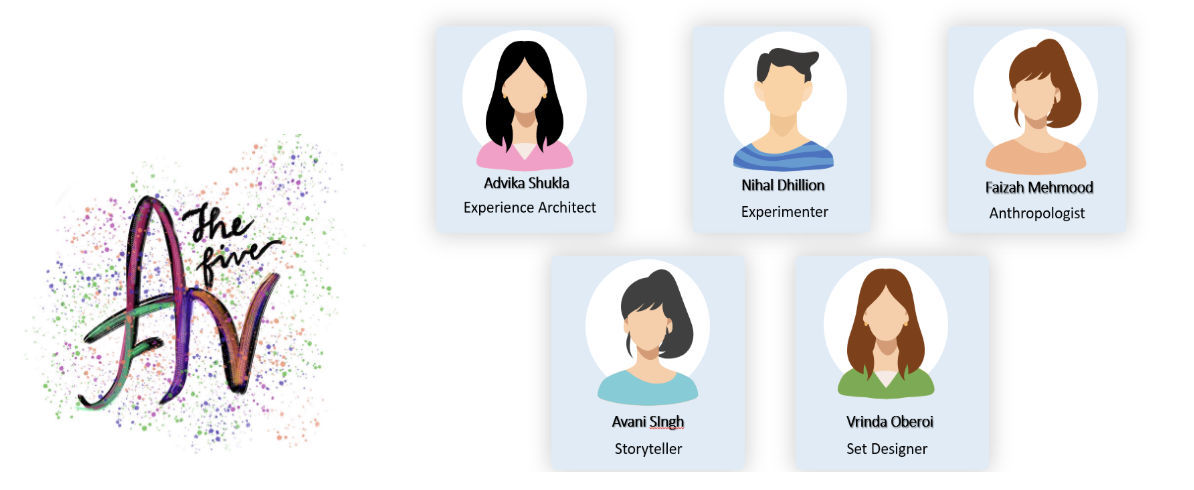 Advika Shukla
Experience Architect
Nihal Dhillion
Experimenter
Faizah Mehmood
Anthropologist
The
five
Avani SIngh
Storyteller
Vrinda Oberoi
Set Designer